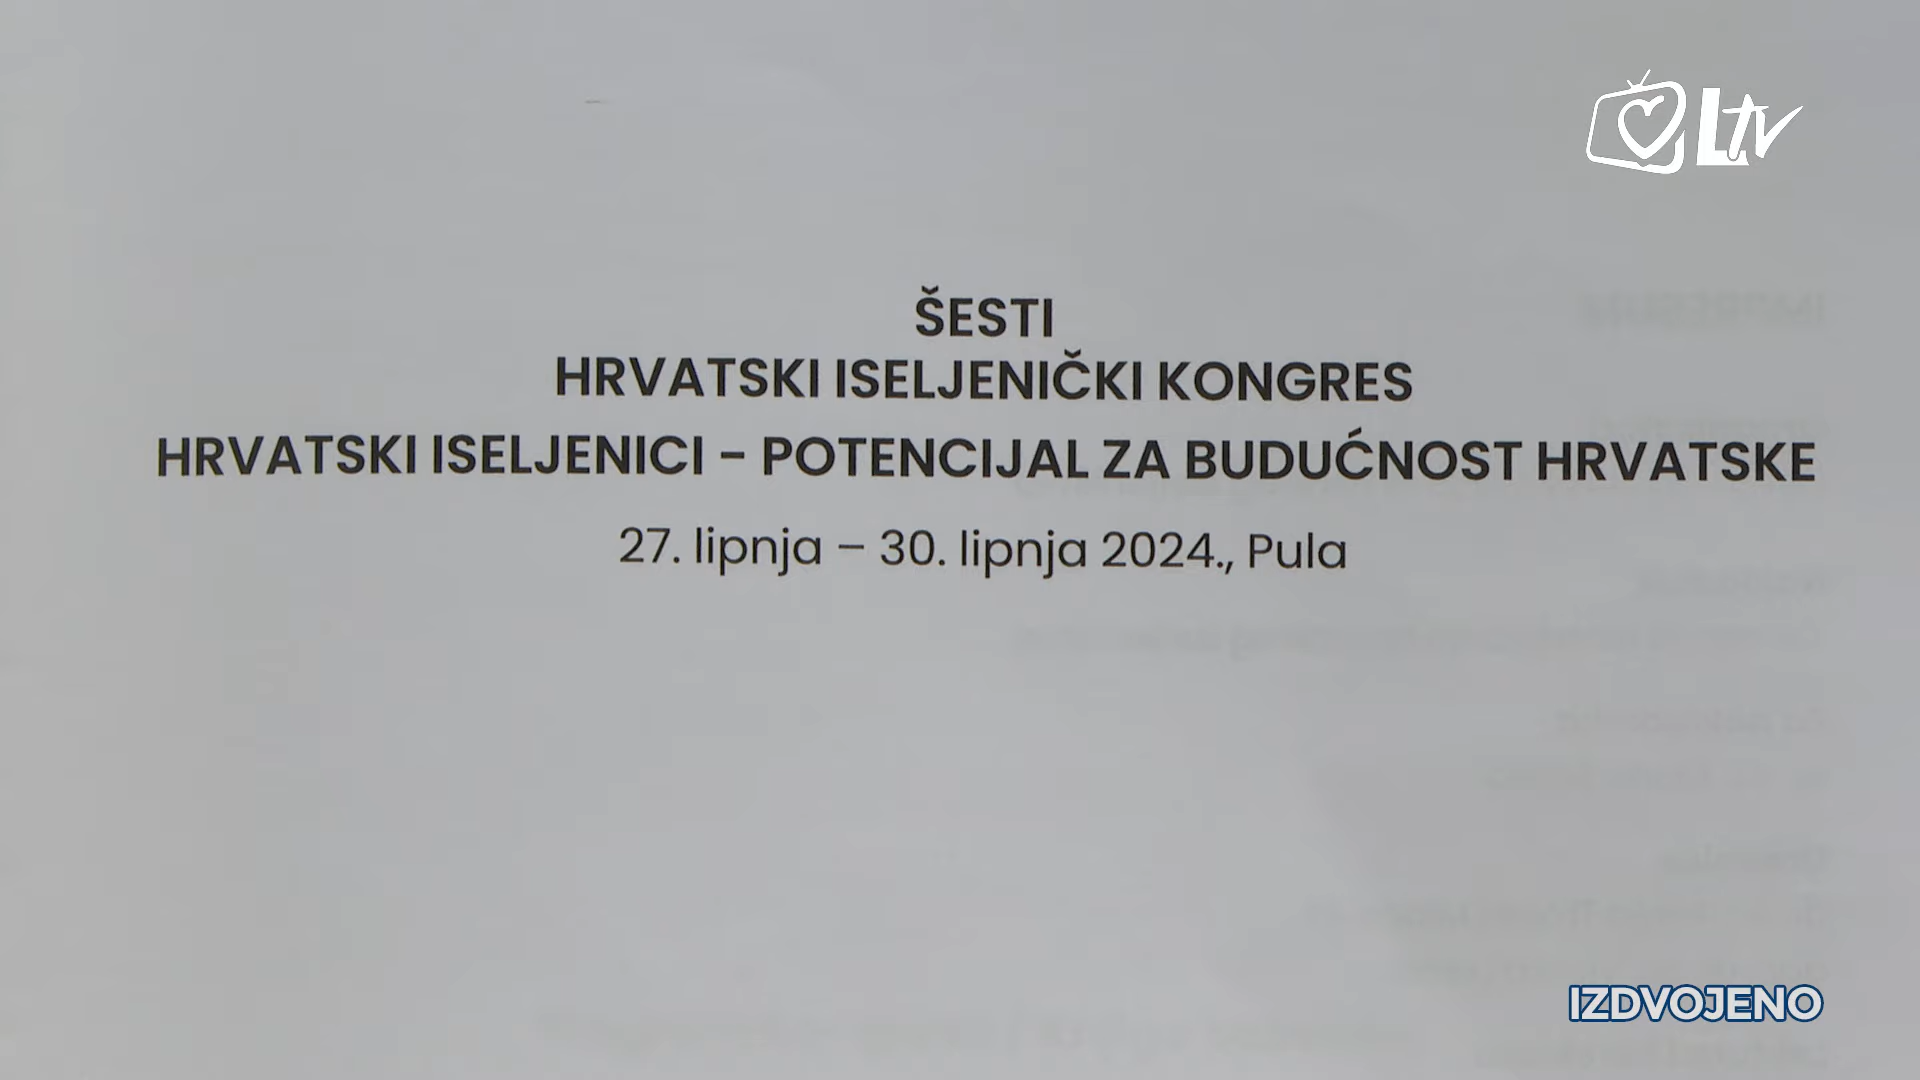 LTV
ŠESTI
HRVATSKI ISELJENIČKI KONGRES
HRVATSKI ISELJENICI – POTENCIJAL ZA BUDUĆNOST HRVATSKE
27. lipnja – 30. lipnja 2024., Pula
IZDVOJENO